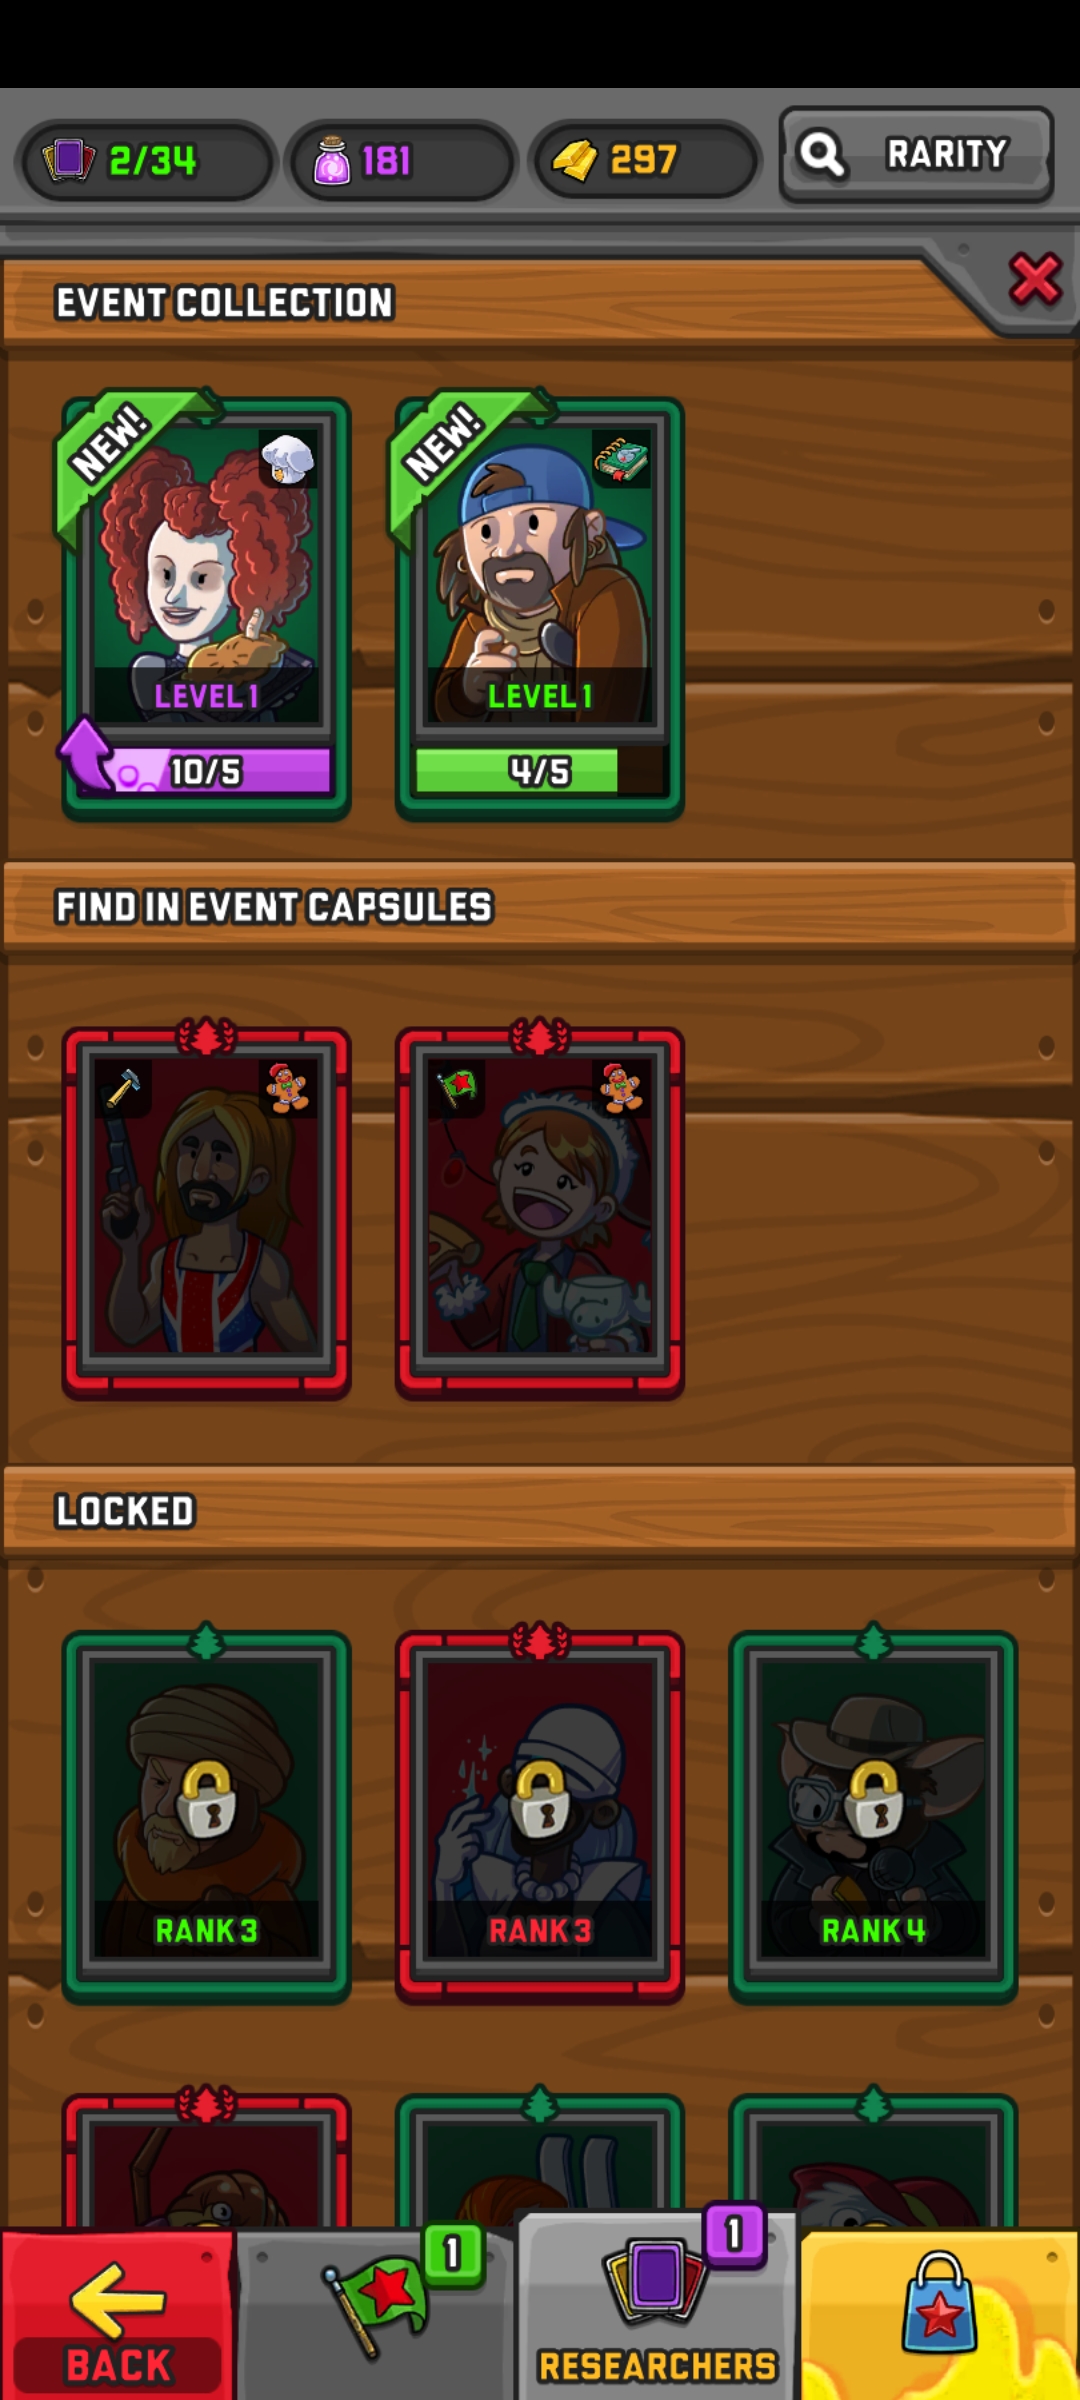 2/34 181 297 RARITY
EVENT COLLECTION
NEW! NEW!
LEVEL 1 LEVEL 1
10/5 4/5
FIND IN EVENT CAPSULES
LOCKED
RANK 3 RANK 3 RANK 4
1 1
BACK RESEARCHERS